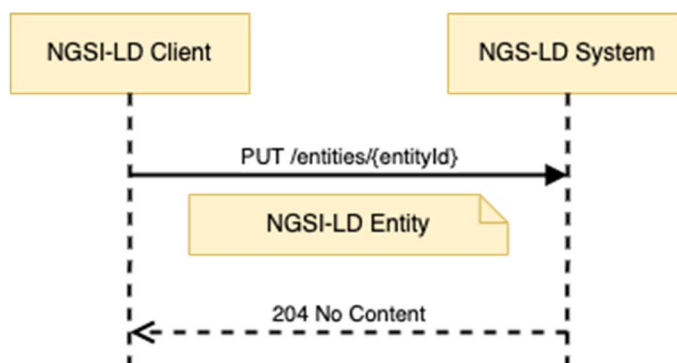 NGSI-LD Client
NGS-LD System
PUT /entities/{entityId}
NGSI-LD Entity
204 No Content